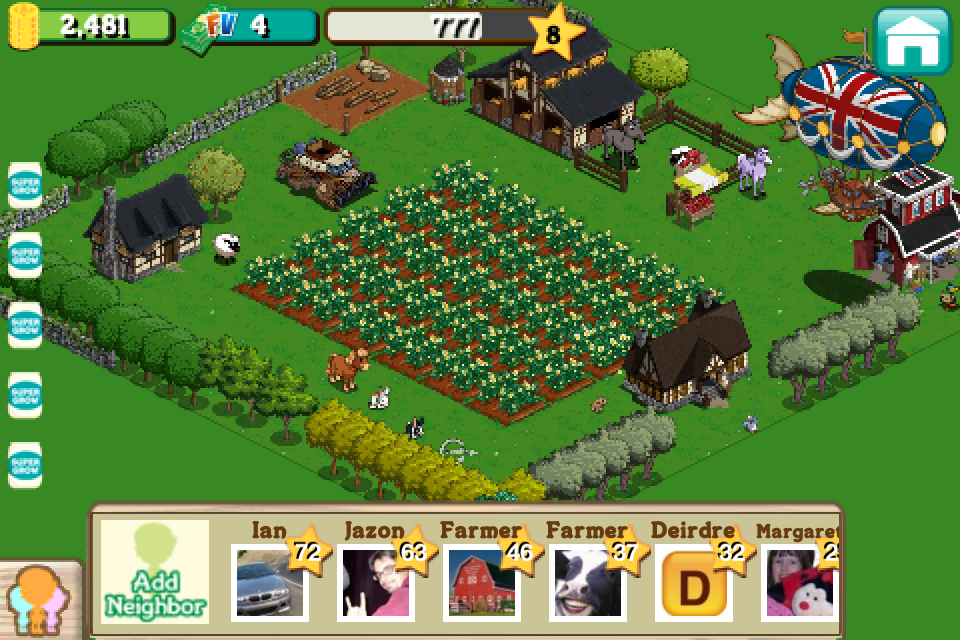 2,481
FV 4
777
8
SUPER GROW
SUPER GROW
SUPER GROW
SUPER GROW
SUPER GROW
Add Neighbor
Ian 72
Jazon 63
Farmer 46
Farmer 37
Deirdre 32
Margaret 2
D